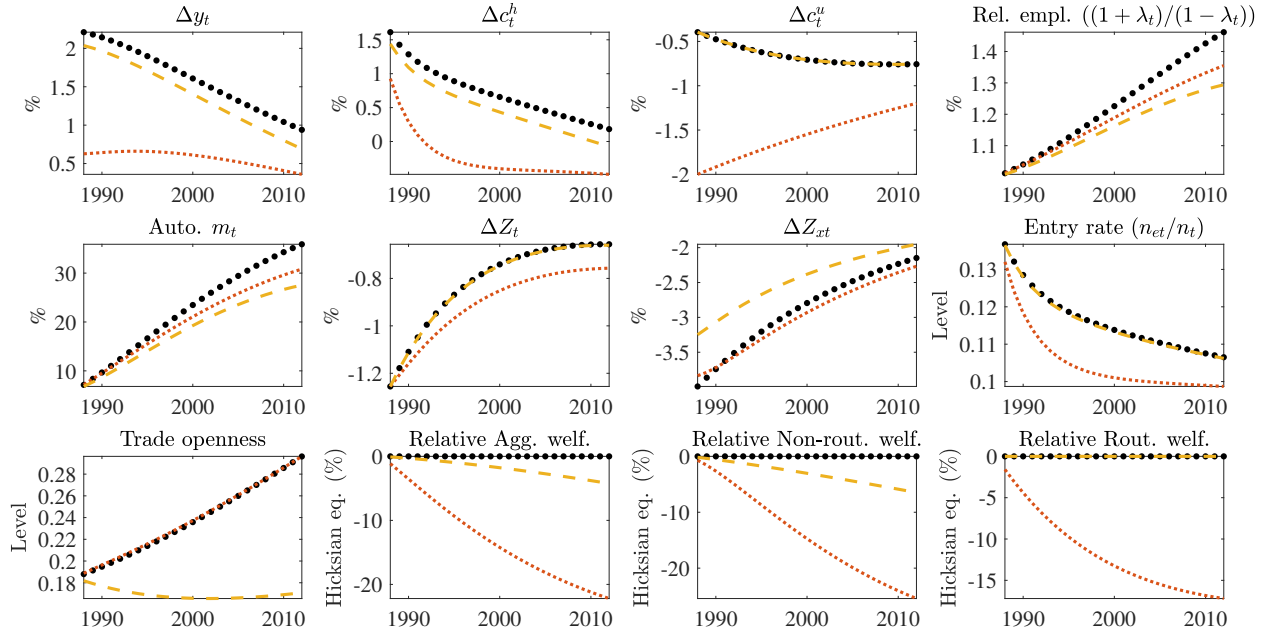 Δy_t
2
1.5
1
0.5
%
1990 2000 2010
Δc_t^h
1.5
1
0.5
0
%
1990 2000 2010
Δc_t^u
-0.5
-1
-1.5
-2
%
1990 2000 2010
Rel. empl. ((1 + λ_t)/(1 − λ_t))
1.4
1.3
1.2
1.1
%
1990 2000 2010
Auto. m_t
30
20
10
%
1990 2000 2010
ΔZ_t
-0.8
-1
-1.2
%
1990 2000 2010
ΔZ_xt
-2
-2.5
-3
-3.5
%
1990 2000 2010
Entry rate (n_et/n_t)
0.13
0.12
0.11
0.1
Level
1990 2000 2010
Trade openness
0.28
0.26
0.24
0.22
0.2
0.18
Level
1990 2000 2010
Relative Agg. welf.
0
-10
-20
Hicksian eq. (%)
1990 2000 2010
Relative Non-rout. welf.
0
-10
-20
Hicksian eq. (%)
1990 2000 2010
Relative Rout. welf.
0
-5
-10
-15
Hicksian eq. (%)
1990 2000 2010